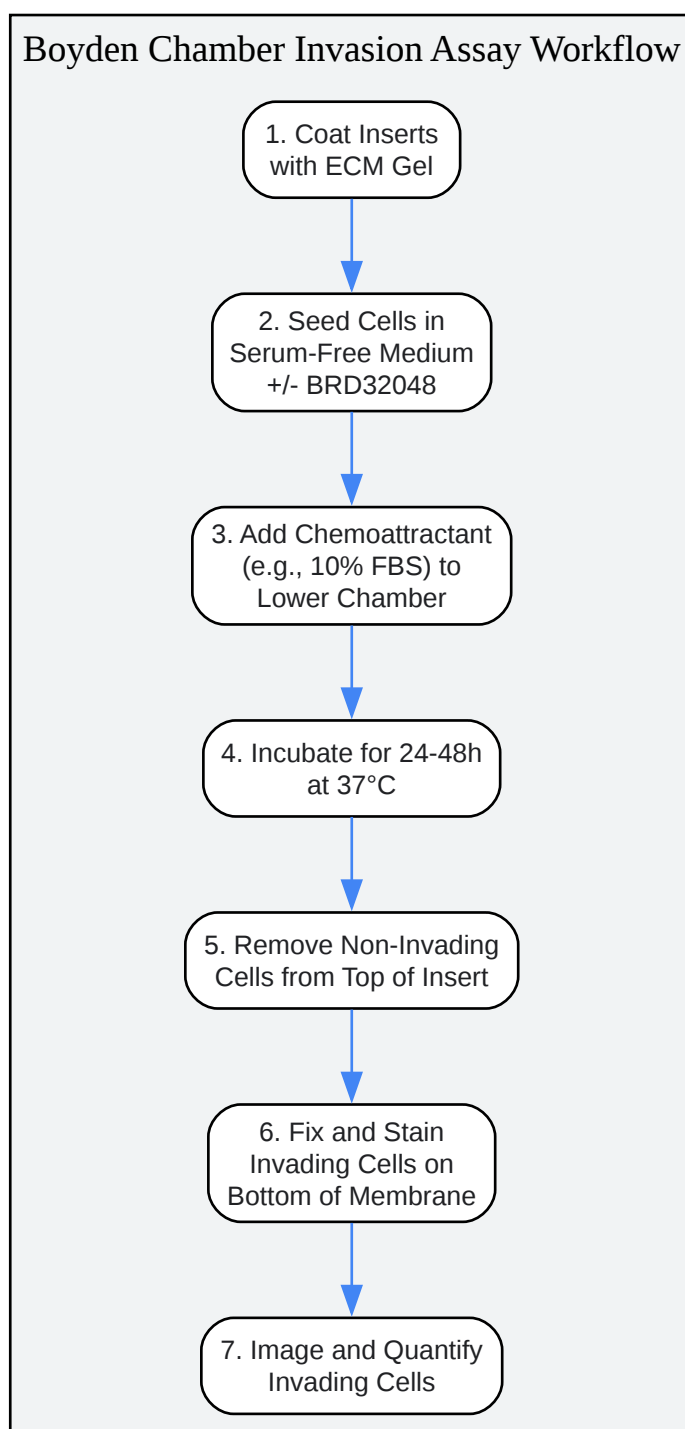 Boyden Chamber Invasion Assay Workflow
1. Coat Inserts
with ECM Gel
2. Seed Cells in
Serum-Free Medium
+/- BRD32048
3. Add Chemoattractant
(e.g., 10% FBS) to
Lower Chamber
4. Incubate for 24-48h
at 37°C
5. Remove Non-Invading
Cells from Top of Insert
6. Fix and Stain
Invading Cells on
Bottom of Membrane
7. Image and Quantify
Invading Cells